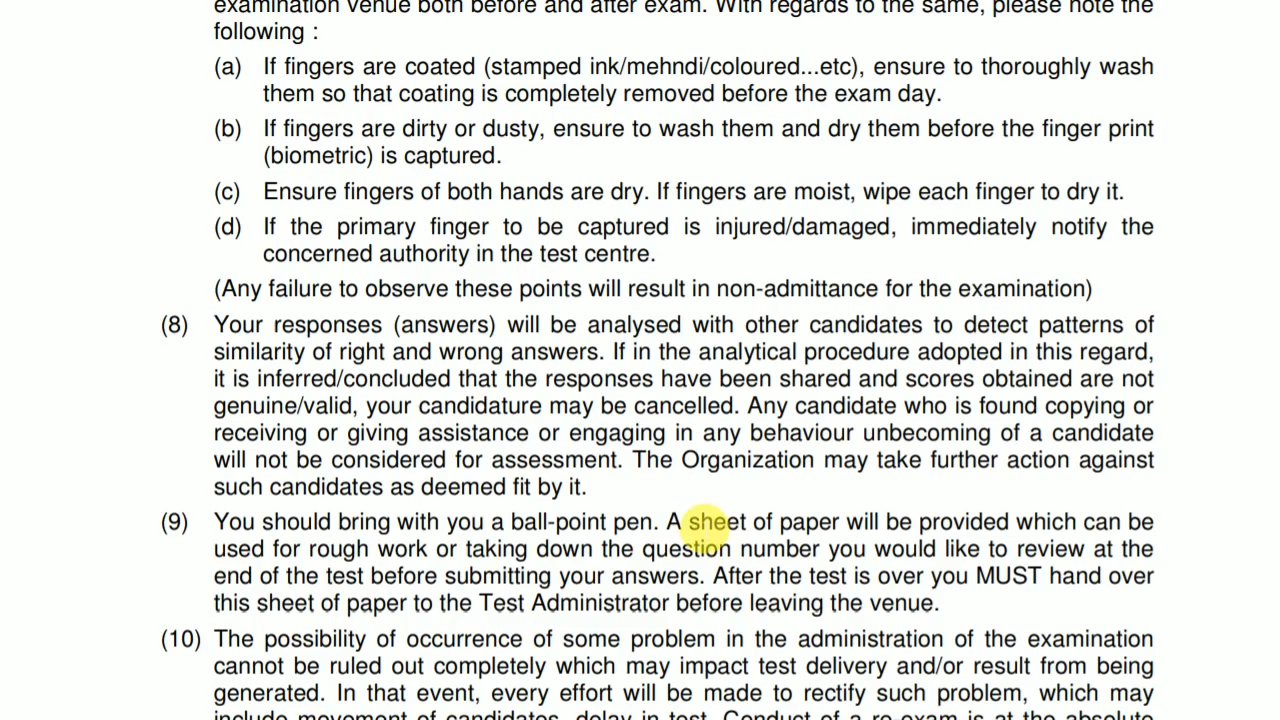 examination venue both before and after exam. With regards to the same, please note the
following :
(a) If fingers are coated (stamped ink/mehndi/coloured...etc), ensure to thoroughly wash
them so that coating is completely removed before the exam day.
(b) If fingers are dirty or dusty, ensure to wash them and dry them before the finger print
(biometric) is captured.
(c) Ensure fingers of both hands are dry. If fingers are moist, wipe each finger to dry it.
(d) If the primary finger to be captured is injured/damaged, immediately notify the
concerned authority in the test centre.
(Any failure to observe these points will result in non-admittance for the examination)
(8) Your responses (answers) will be analysed with other candidates to detect patterns of
similarity of right and wrong answers. If in the analytical procedure adopted in this regard,
it is inferred/concluded that the responses have been shared and scores obtained are not
genuine/valid, your candidature may be cancelled. Any candidate who is found copying or
receiving or giving assistance or engaging in any behaviour unbecoming of a candidate
will not be considered for assessment. The Organization may take further action against
such candidates as deemed fit by it.
(9) You should bring with you a ball-point pen. A sheet of paper will be provided which can be
used for rough work or taking down the question number you would like to review at the
end of the test before submitting your answers. After the test is over you MUST hand over
this sheet of paper to the Test Administrator before leaving the venue.
(10) The possibility of occurrence of some problem in the administration of the examination
cannot be ruled out completely which may impact test delivery and/or result from being
generated. In that event, every effort will be made to rectify such problem, which may
include movement of candidates, delay in test. Conduct of a re-exam is at the absolute